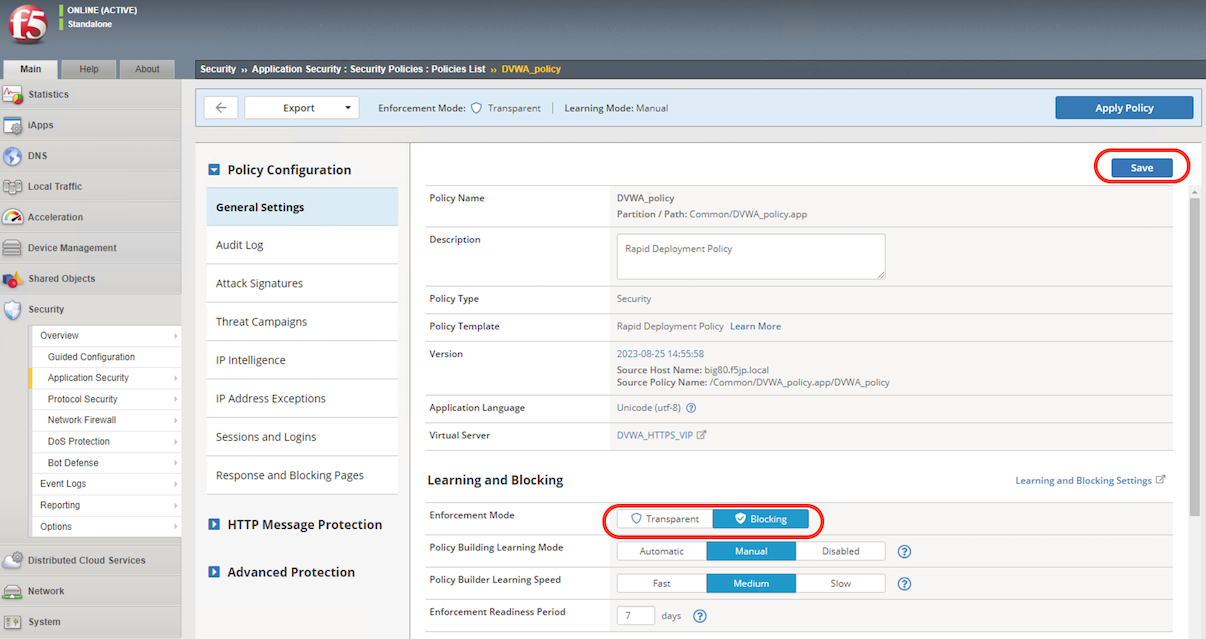 f5
ONLINE (ACTIVE)
Standalone
Main
Help
About
Security ›› Application Security : Security Policies : Policies List ›› DVWA_policy
Statistics
iApps
DNS
Local Traffic
Acceleration
Device Management
Shared Objects
Security
Overview
Guided Configuration
Application Security
Protocol Security
Network Firewall
DoS Protection
Bot Defense
Event Logs
Reporting
Options
Distributed Cloud Services
Network
System
Export
Enforcement Mode: Transparent
Learning Mode: Manual
Apply Policy
Policy Configuration
General Settings
Audit Log
Attack Signatures
Threat Campaigns
IP Intelligence
IP Address Exceptions
Sessions and Logins
Response and Blocking Pages
HTTP Message Protection
Advanced Protection
Save
Policy Name
DVWA_policy
Partition / Path: Common/DVWA_policy.app
Description
Rapid Deployment Policy
Policy Type
Security
Policy Template
Rapid Deployment Policy Learn More
Version
2023-08-25 14:55:58
Source Host Name: big80.f5jp.local
Source Policy Name: /Common/DVWA_policy.app/DVWA_policy
Application Language
Unicode (utf-8) ?
Virtual Server
DVWA_HTTPS_VIP
Learning and Blocking
Learning and Blocking Settings
Enforcement Mode
Transparent Blocking
Policy Building Learning Mode
Automatic Manual Disabled ?
Policy Builder Learning Speed
Fast Medium Slow ?
Enforcement Readiness Period
7 days ?